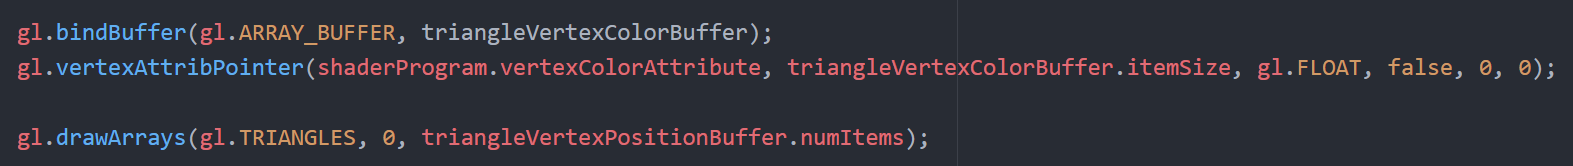 gl.bindBuffer(gl.ARRAY_BUFFER, triangleVertexColorBuffer);
gl.vertexAttribPointer(shaderProgram.vertexColorAttribute, triangleVertexColorBuffer.itemSize, gl.FLOAT, false, 0, 0);
gl.drawArrays(gl.TRIANGLES, 0, triangleVertexPositionBuffer.numItems);